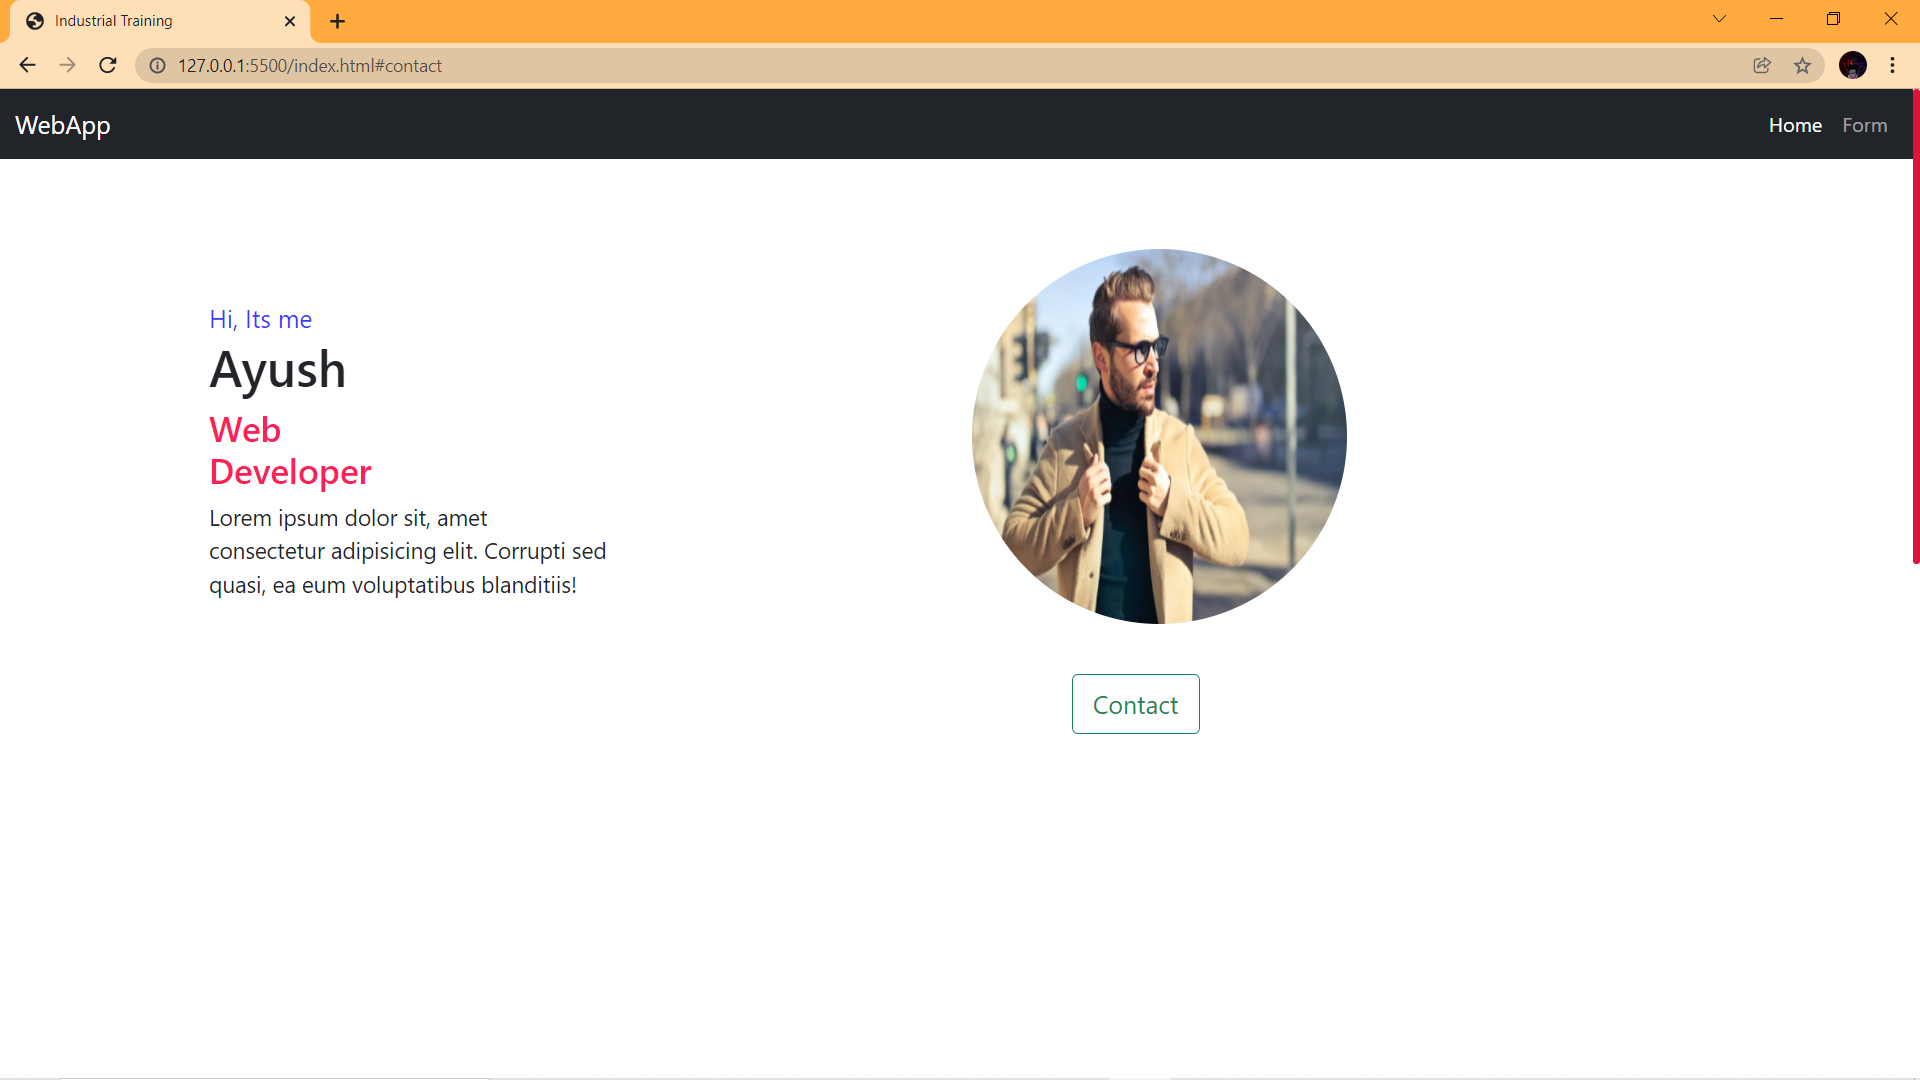 Industrial Training
127.0.0.1:5500/index.html#contact
WebApp
Home
Form
Hi, Its me
Ayush
Web
Developer
Lorem ipsum dolor sit, amet
consectetur adipisicing elit. Corrupti sed
quasi, ea eum voluptatibus blanditiis!
Contact